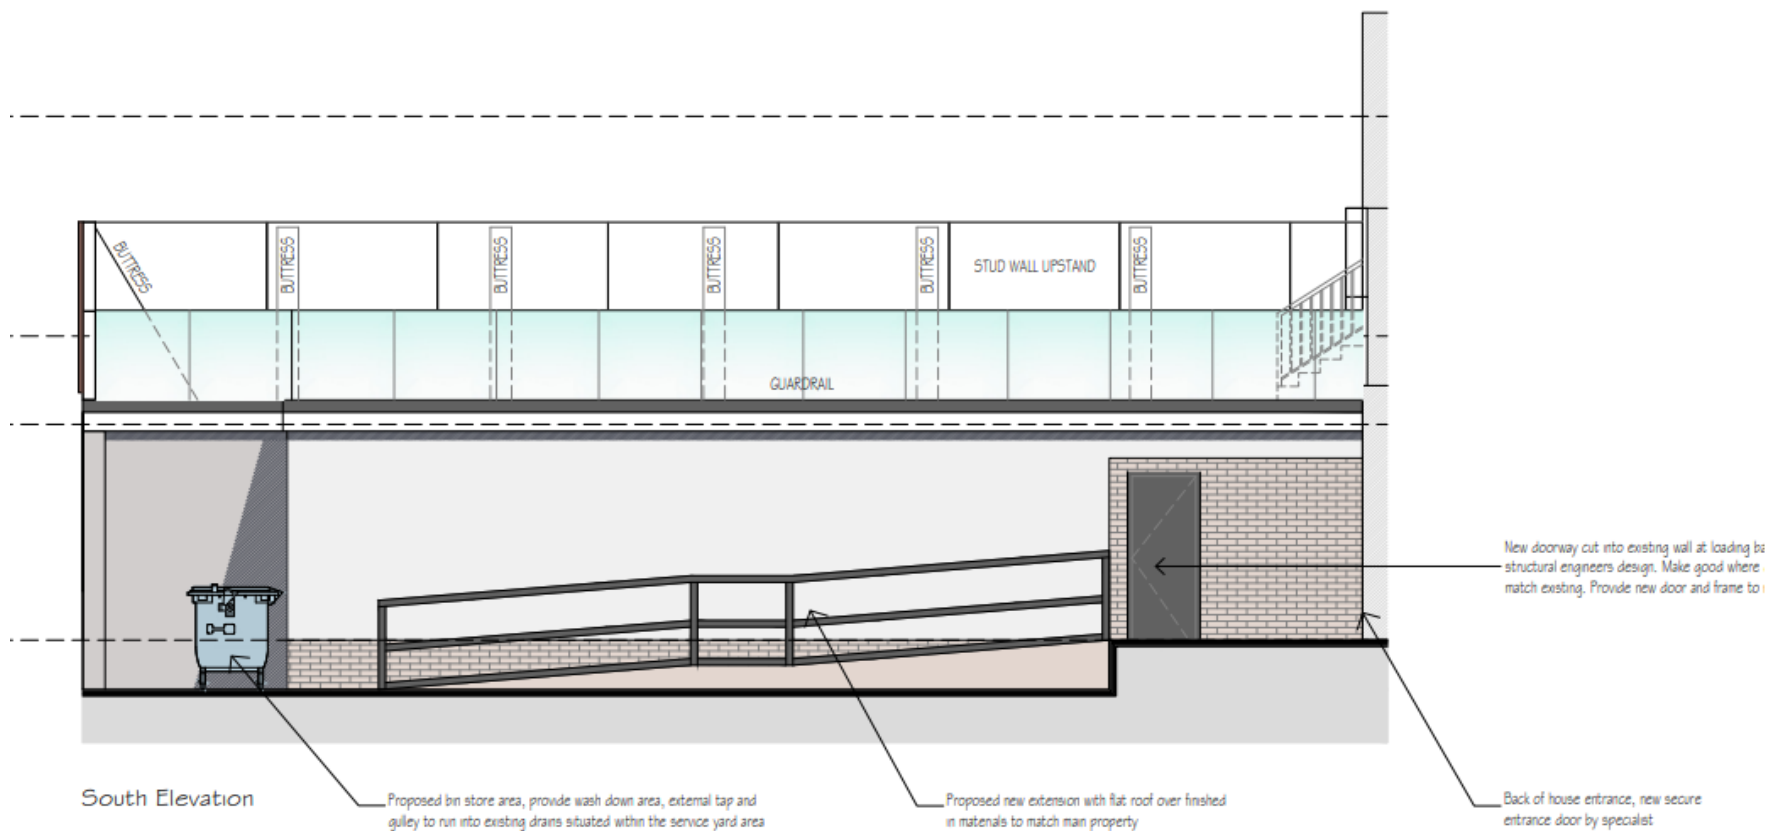 BUTTRESS
BUTTRESS
BUTTRESS
BUTTRESS
BUTTRESS
STUD WALL UPSTAND
BUTTRESS
GUARDRAIL
New doorway cut into existing wall at loading
structural engineers design. Make good where
match existing. Provide new door and frame to
South Elevation
Proposed bin store area, provide wash down area, external tap and
gulley to run into existing drains situated within the service yard area
Proposed new extension with flat roof over finished
in materials to match main property
Back of house entrance, new secure
entrance door by specialist